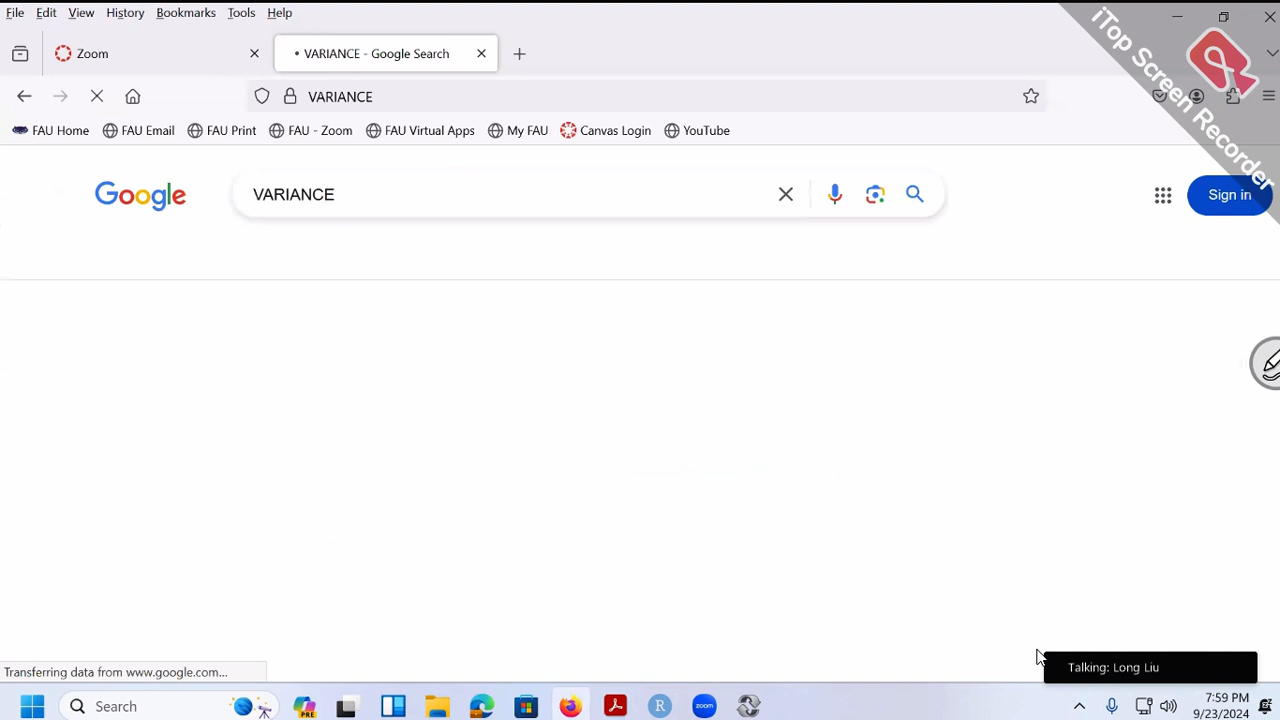 File Edit View History Bookmarks Tools Help
iTop Screen Recorder
Zoom
VARIANCE - Google Search
VARIANCE
FAU Home
FAU Email
FAU Print
FAU - Zoom
FAU Virtual Apps
My FAU
Canvas Login
YouTube
Google
VARIANCE
Sign in
Transferring data from www.google.com...
Talking: Long Liu
Search
PRE
R
zoom
7:59 PM
9/23/2024